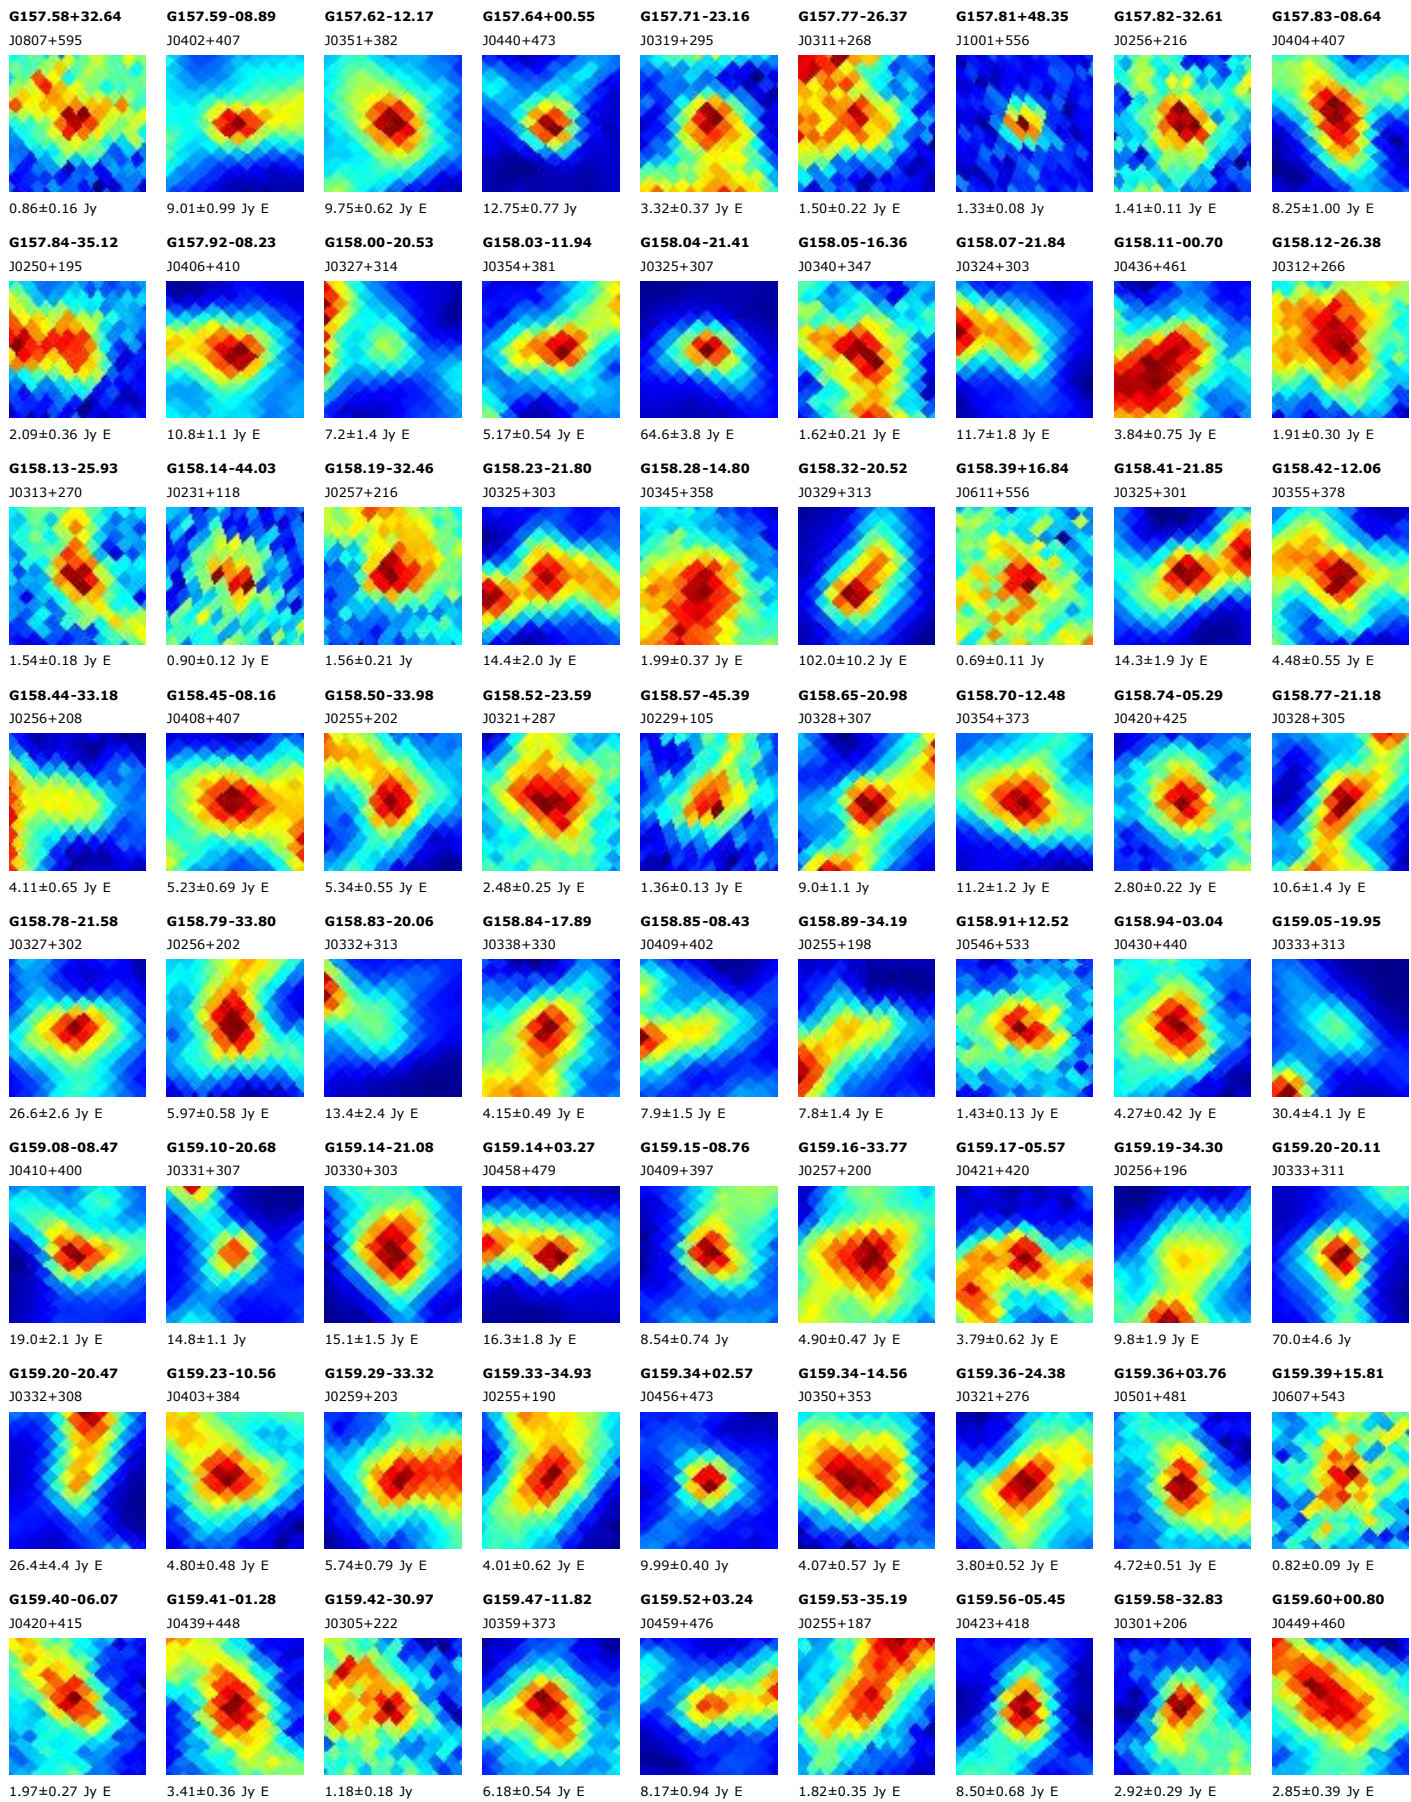 G157.58+32.64 G157.59-08.89 G157.62-12.17 G157.64+00.55 G157.71-23.16 G157.77-26.37 G157.81+48.35 G157.82-32.61 G157.83-08.64
J0807+595 J0402+407 J0351+382 J0440+473 J0319+295 J0311+268 J1001+556 J0256+216 J0404+407
0.86±0.16 Jy 9.01±0.99 Jy E 9.75±0.62 Jy E 12.75±0.77 Jy 3.32±0.37 Jy E 1.50±0.22 Jy E 1.33±0.08 Jy 1.41±0.11 Jy E 8.25±1.00 Jy E
G157.84-35.12 G157.92-08.23 G158.00-20.53 G158.03-11.94 G158.04-21.41 G158.05-16.36 G158.07-21.84 G158.11-00.70 G158.12-26.38
J0250+195 J0406+410 J0327+314 J0354+381 J0325+307 J0340+347 J0324+303 J0436+461 J0312+266
2.09±0.36 Jy E 10.8±1.1 Jy E 7.2±1.4 Jy E 5.17±0.54 Jy E 64.6±3.8 Jy E 1.62±0.21 Jy E 11.7±1.8 Jy E 3.84±0.75 Jy E 1.91±0.30 Jy E
G158.13-25.93 G158.14-44.03 G158.19-32.46 G158.23-21.80 G158.28-14.80 G158.32-20.52 G158.39+16.84 G158.41-21.85 G158.42-12.06
J0313+270 J0231+118 J0257+216 J0325+303 J0345+358 J0329+313 J0611+556 J0325+301 J0355+378
1.54±0.18 Jy E 0.90±0.12 Jy E 1.56±0.21 Jy 14.4±2.0 Jy E 1.99±0.37 Jy E 102.0±10.2 Jy E 0.69±0.11 Jy 14.3±1.9 Jy E 4.48±0.55 Jy E
G158.44-33.18 G158.45-08.16 G158.50-33.98 G158.52-23.59 G158.57-45.39 G158.65-20.98 G158.70-12.48 G158.74-05.29 G158.77-21.18
J0256+208 J0408+407 J0255+202 J0321+287 J0229+105 J0328+307 J0354+373 J0420+425 J0328+305
4.11±0.65 Jy E 5.23±0.69 Jy E 5.34±0.55 Jy E 2.48±0.25 Jy E 1.36±0.13 Jy E 9.0±1.1 Jy 11.2±1.2 Jy E 2.80±0.22 Jy E 10.6±1.4 Jy E
G158.78-21.58 G158.79-33.80 G158.83-20.06 G158.84-17.89 G158.85-08.43 G158.89-34.19 G158.91+12.52 G158.94-03.04 G159.05-19.95
J0327+302 J0256+202 J0332+313 J0338+330 J0409+402 J0255+198 J0546+533 J0430+440 J0333+313
26.6±2.6 Jy E 5.97±0.58 Jy E 13.4±2.4 Jy E 4.15±0.49 Jy E 7.9±1.5 Jy E 7.8±1.4 Jy E 1.43±0.13 Jy E 4.27±0.42 Jy E 30.4±4.1 Jy E
G159.08-08.47 G159.10-20.68 G159.14-21.08 G159.14+03.27 G159.15-08.76 G159.16-33.77 G159.17-05.57 G159.19-34.30 G159.20-20.11
J0410+400 J0331+307 J0330+303 J0458+479 J0409+397 J0257+200 J0421+420 J0256+196 J0333+311
19.0±2.1 Jy E 14.8±1.1 Jy 15.1±1.5 Jy E 16.3±1.8 Jy E 8.54±0.74 Jy 4.90±0.47 Jy E 3.79±0.62 Jy E 9.8±1.9 Jy E 70.0±4.6 Jy
G159.20-20.47 G159.23-10.56 G159.29-33.32 G159.33-34.93 G159.34+02.57 G159.34-14.56 G159.36-24.38 G159.36+03.76 G159.39+15.81
J0332+308 J0403+384 J0259+203 J0255+190 J0456+473 J0350+353 J0321+276 J0501+481 J0607+543
26.4±4.4 Jy E 4.80±0.48 Jy E 5.74±0.79 Jy E 4.01±0.62 Jy E 9.99±0.40 Jy 4.07±0.57 Jy E 3.80±0.52 Jy E 4.72±0.51 Jy E 0.82±0.09 Jy E
G159.40-06.07 G159.41-01.28 G159.42-30.97 G159.47-11.82 G159.52+03.24 G159.53-35.19 G159.56-05.45 G159.58-32.83 G159.60+00.80
J0420+415 J0439+448 J0305+222 J0359+373 J0459+476 J0255+187 J0423+418 J0301+206 J0449+460
1.97±0.27 Jy E 3.41±0.36 Jy E 1.18±0.18 Jy 6.18±0.54 Jy E 8.17±0.94 Jy E 1.82±0.35 Jy E 8.50±0.68 Jy E 2.92±0.29 Jy E 2.85±0.39 Jy E